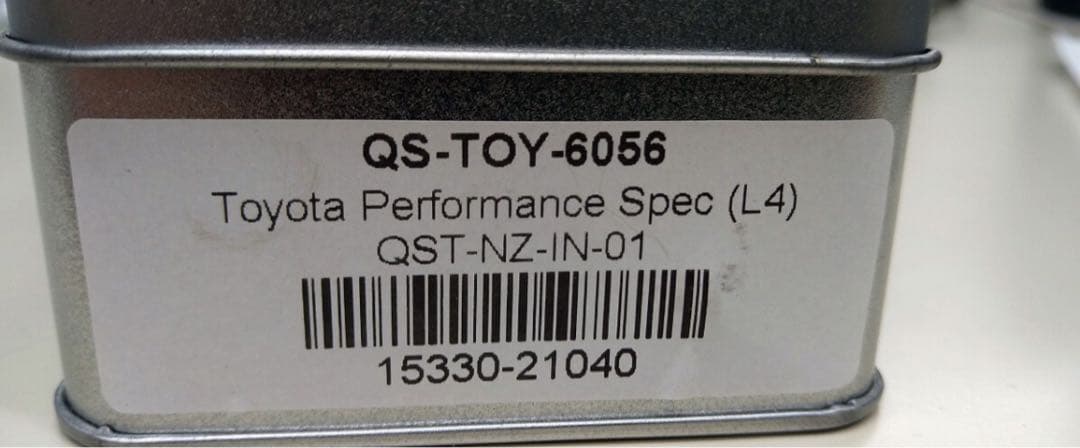 QS-TOY-6056
Toyota Performance Spec (L4)
QST-NZ-IN-01
15330-21040